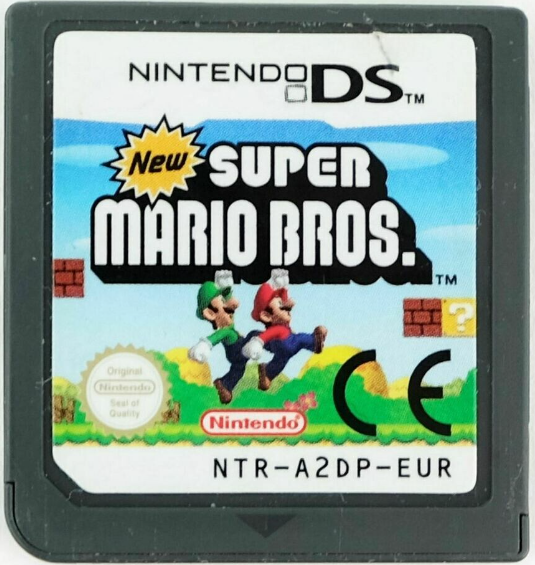 NINTENDO DS™
New SUPER
MARIO BROS.™
?
Original
Nintendo
Seal of
Quality
Nintendo®
CE
NTR-A2DP-EUR